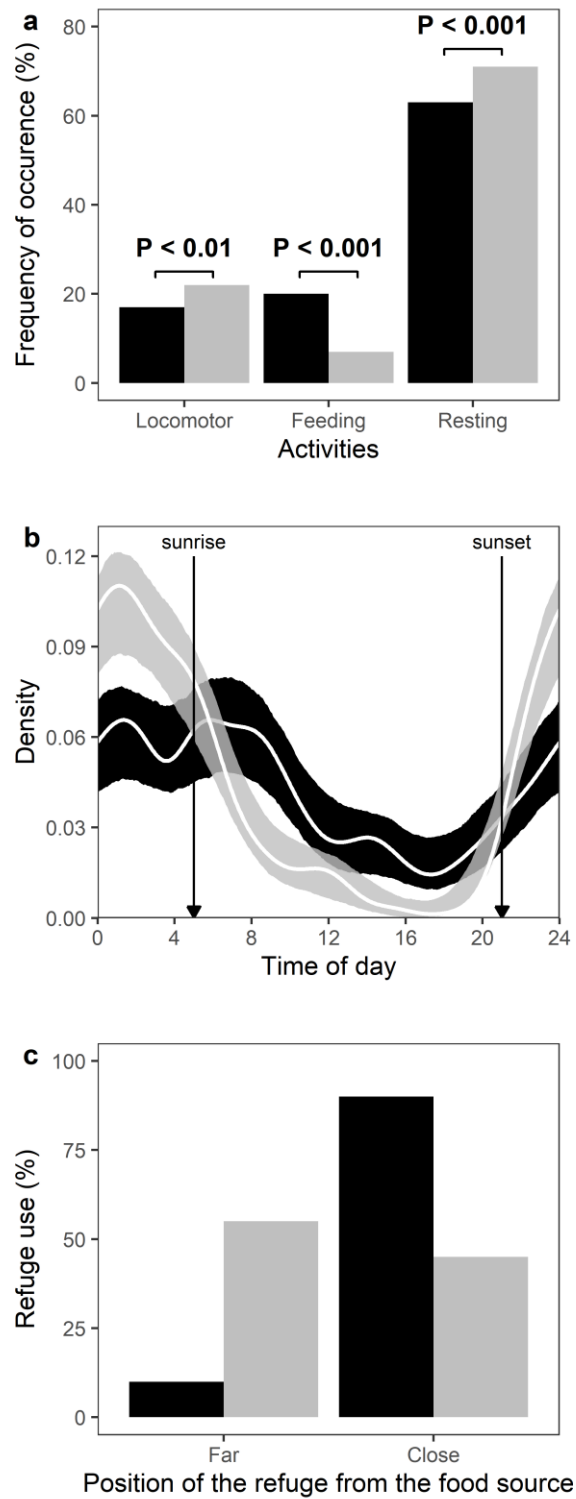 a
Frequency of occurence (%)
80
60
40
20
0
P < 0.01
P < 0.001
P < 0.001
Locomotor Feeding Resting
Activities
b
sunrise sunset
Density
0.12
0.09
0.06
0.03
0.00
0 4 8 12 16 20 24
Time of day
c
Refuge use (%)
100
75
50
25
0
Far Close
Position of the refuge from the food source